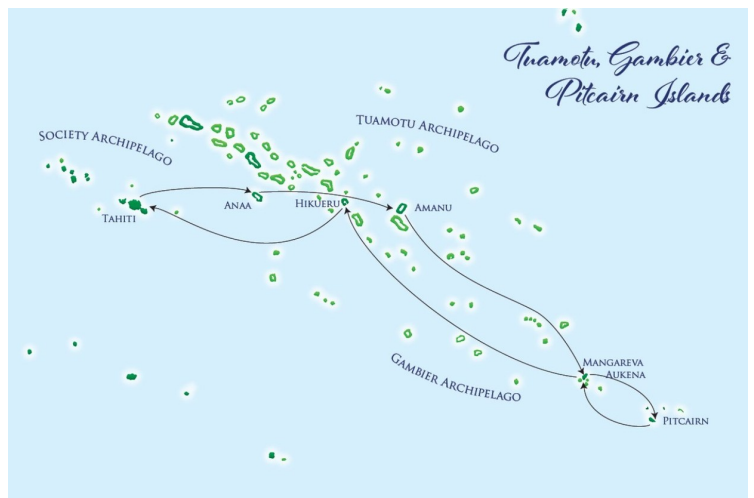 Tuamotu, Gambier &
Pitcairn Islands
TUAMOTU ARCHIPELAGO
SOCIETY ARCHIPELAGO
TAHITI
ANAA
HIKUERU
AMANU
MANGAREVA
AUKENA
GAMBIER ARCHIPELAGO
PITCAIRN